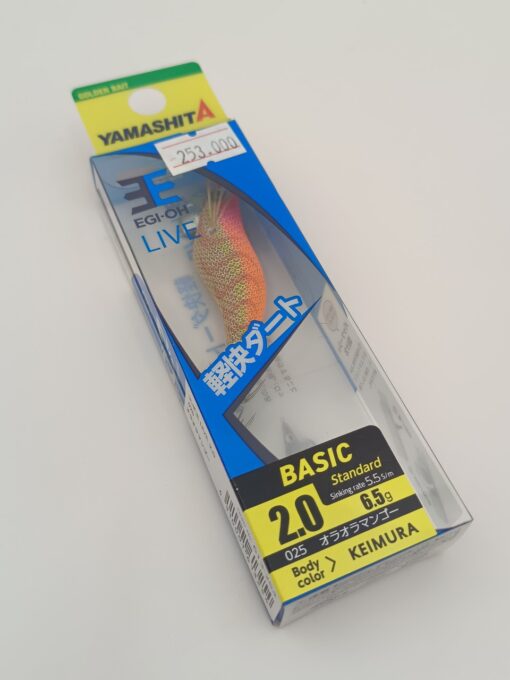 GOLDEN BAIT
YAMASHITA
253.000
EGI-OH
LIVE
軽快ダート
BASIC
2.0
Standard
Sinking rate 5.5 s/m
6.5g
025 オラオラマンゴー
Body color > KEIMURA